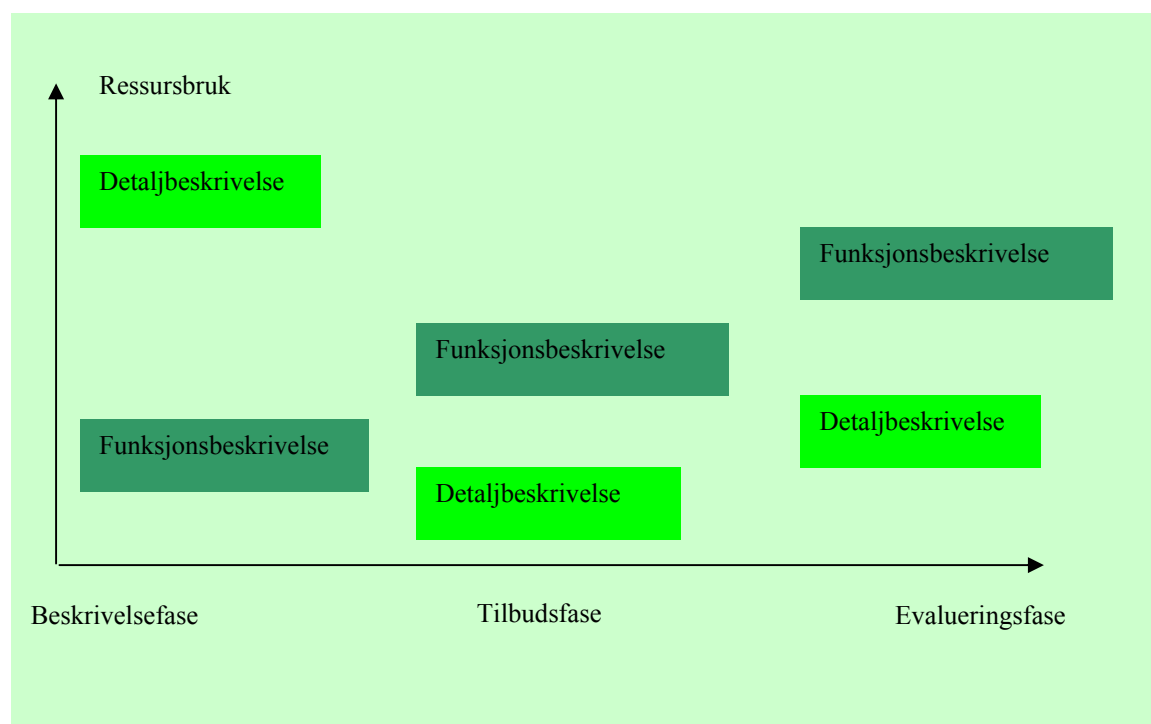 Ressursbruk
Detaljbeskrivelse
Funksjonsbeskrivelse
Funksjonsbeskrivelse
Detaljbeskrivelse
Funksjonsbeskrivelse
Detaljbeskrivelse
Beskrivelsefase
Tilbudsfase
Evalueringsfase